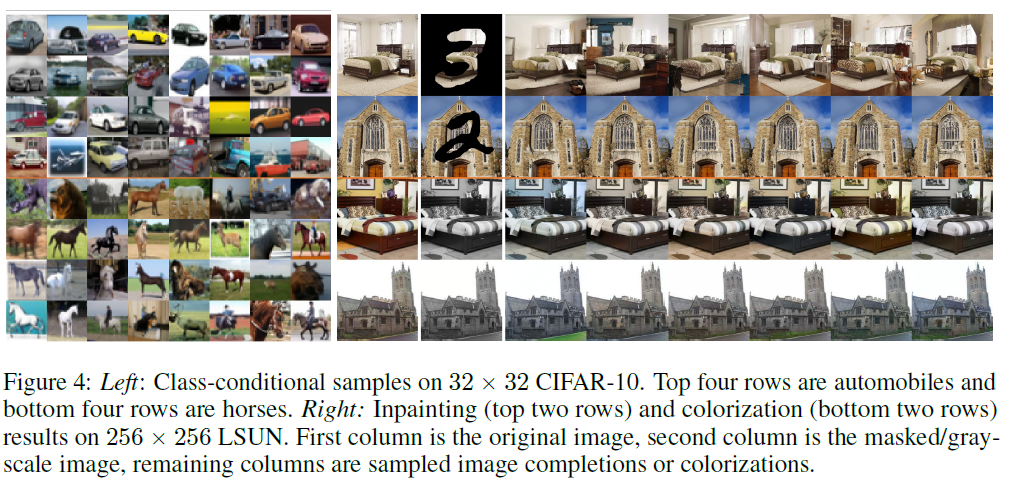 Figure 4: Left: Class-conditional samples on 32 × 32 CIFAR-10. Top four rows are automobiles and
bottom four rows are horses. Right: Inpainting (top two rows) and colorization (bottom two rows)
results on 256 × 256 LSUN. First column is the original image, second column is the masked/gray-
scale image, remaining columns are sampled image completions or colorizations.